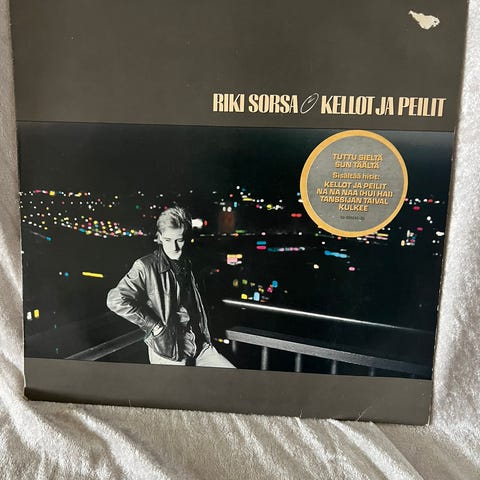 RIKI SORSA KELLOT JA PEILIT
TUTTU SIELTÄ
SUN TÄÄLTÄ
Sisältää hitit:
KELLOT JA PEILIT
NA NA NAA (HUI HAI)
TANSSIJAN TAIVAL
KULKEE